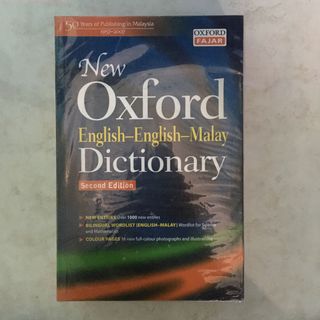 50 Years of Publishing in Malaysia
1957-2007
OXFORD
FAJAR
New
Oxford
English–English–Malay
Dictionary
Second Edition
NEW ENTRIES Over 1000 new entries
BILINGUAL WORDLIST (ENGLISH–MALAY) Wordlist for Science
and Mathematics
COLOUR PAGES 16 new full-colour photographs and illustrations